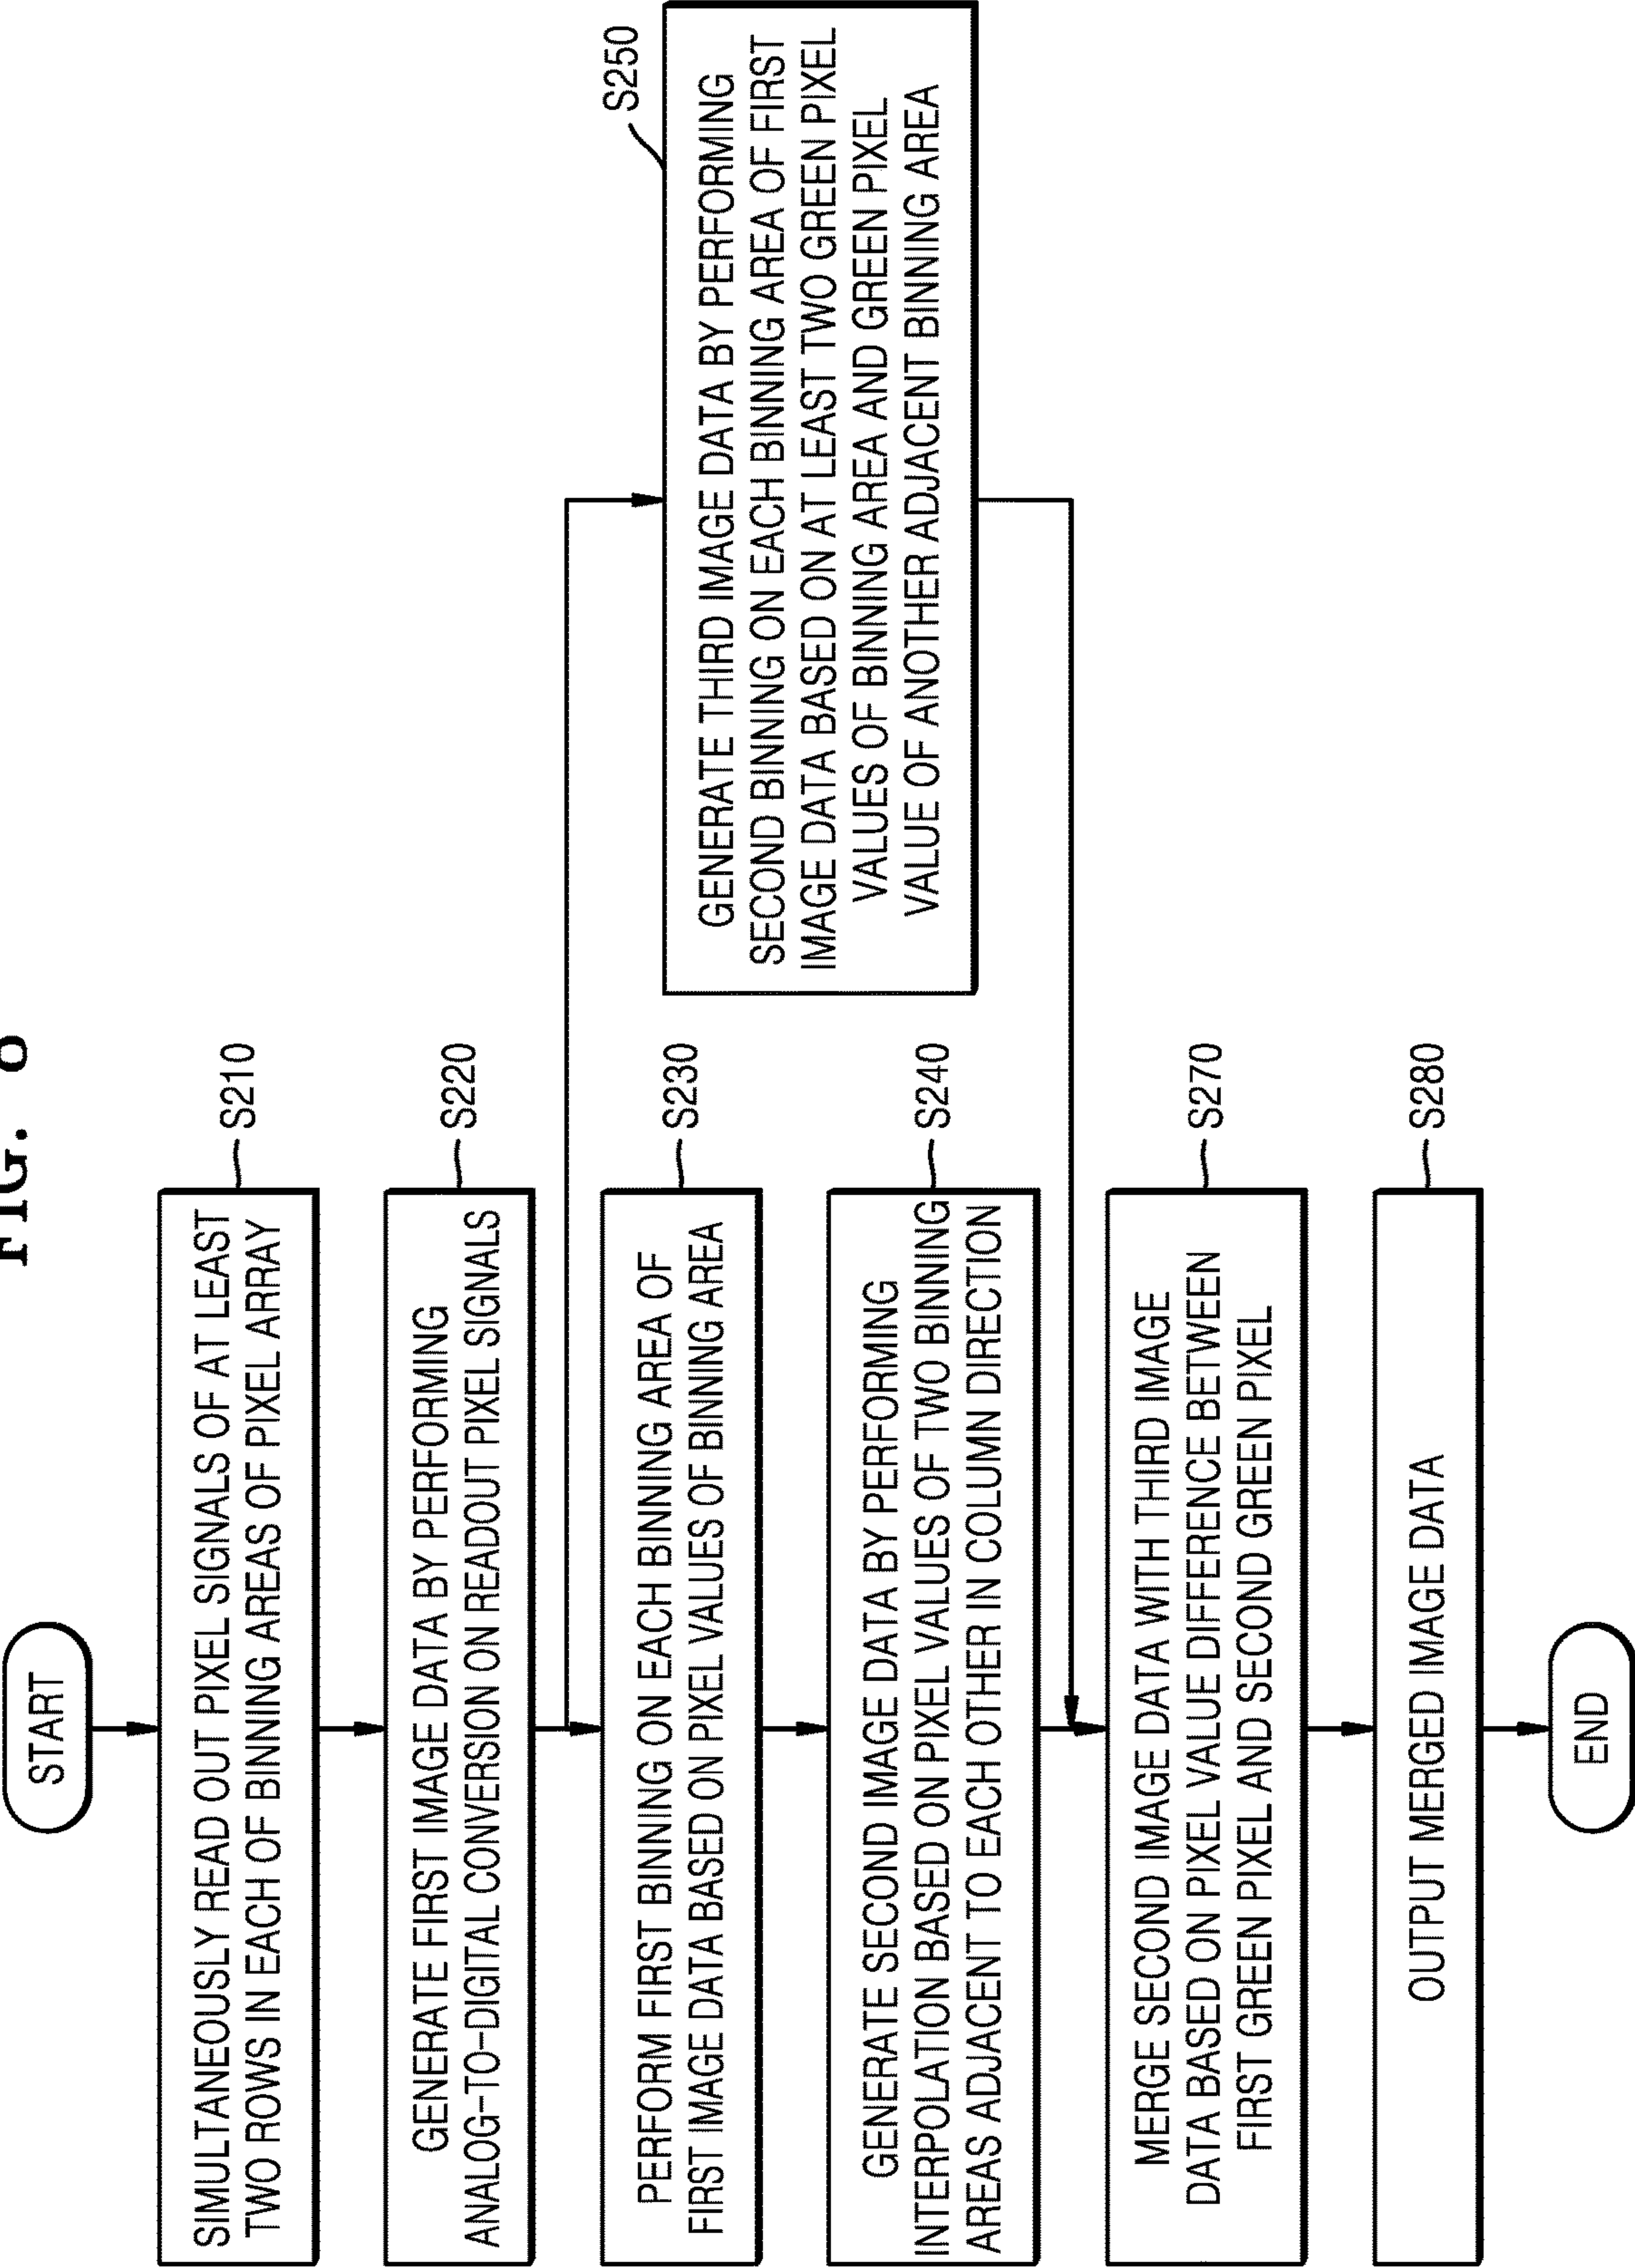 FIG. 8
START
SIMULTANEOUSLY READ OUT PIXEL SIGNALS OF AT LEAST
TWO ROWS IN EACH OF BINNING AREAS OF PIXEL ARRAY
S210
GENERATE FIRST IMAGE DATA BY PERFORMING
ANALOG-TO-DIGITAL CONVERSION ON READOUT PIXEL SIGNALS
S220
PERFORM FIRST BINNING ON EACH BINNING AREA OF
FIRST IMAGE DATA BASED ON PIXEL VALUES OF BINNING AREA
S230
GENERATE SECOND IMAGE DATA BY PERFORMING
INTERPOLATION BASED ON PIXEL VALUES OF TWO BINNING
AREAS ADJACENT TO EACH OTHER IN COLUMN DIRECTION
S240
GENERATE THIRD IMAGE DATA BY PERFORMING
SECOND BINNING ON EACH BINNING AREA OF FIRST
IMAGE DATA BASED ON AT LEAST TWO GREEN PIXEL
VALUES OF BINNING AREA AND GREEN PIXEL
VALUE OF ANOTHER ADJACENT BINNING AREA
S250
MERGE SECOND IMAGE DATA WITH THIRD IMAGE
DATA BASED ON PIXEL VALUE DIFFERENCE BETWEEN
FIRST GREEN PIXEL AND SECOND GREEN PIXEL
S270
OUTPUT MERGED IMAGE DATA
S280
END